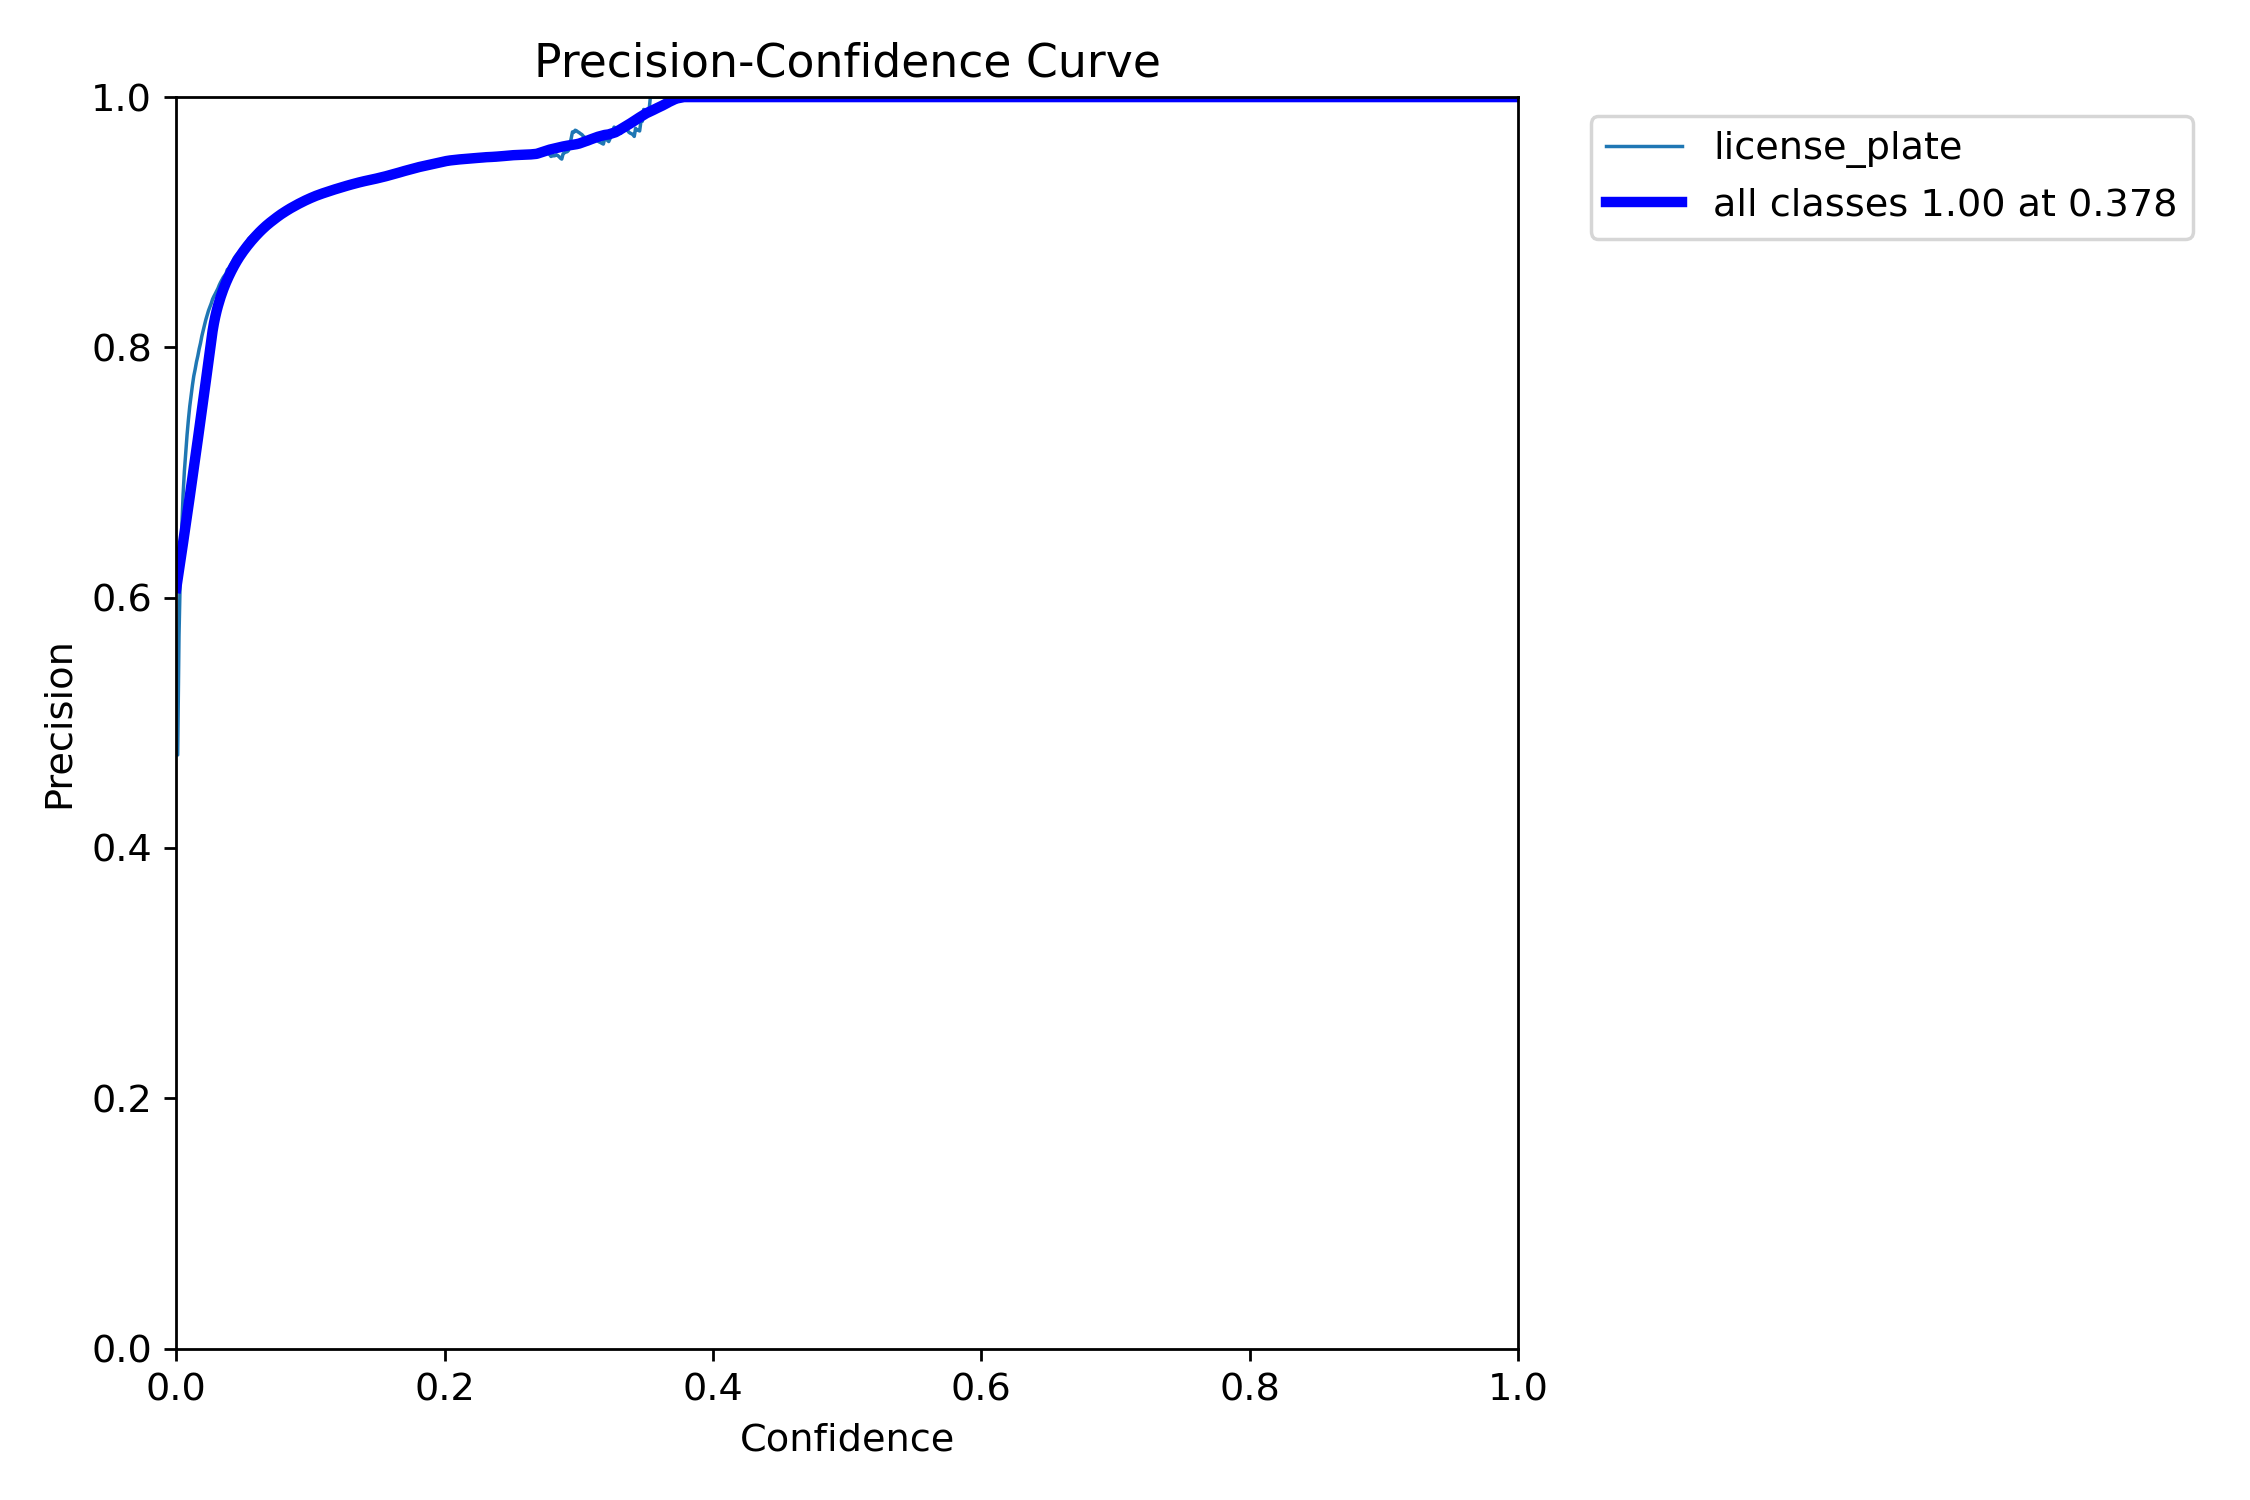 Precision-Confidence Curve
1.0
0.8
0.6
0.4
0.2
0.0
Precision
0.0 0.2 0.4 0.6 0.8 1.0
Confidence
license_plate
all classes 1.00 at 0.378